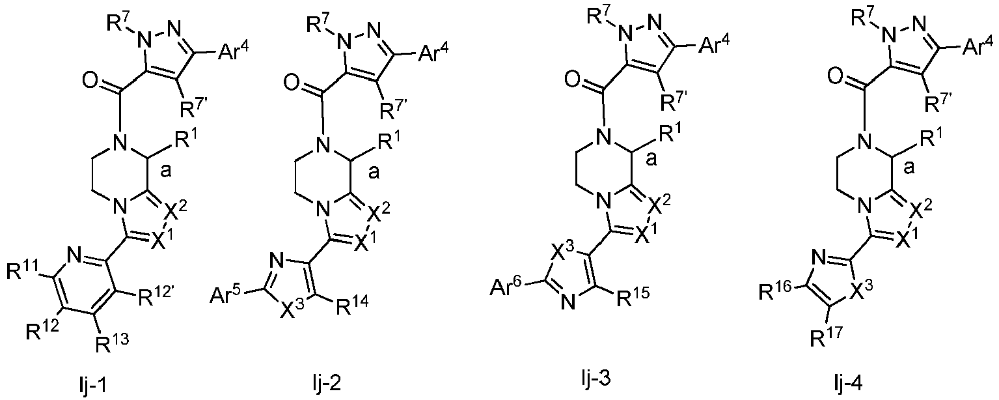 R⁷ N N Ar⁴ O R⁷' N R¹ a N X² X¹ N R¹¹ R¹²' R¹² R¹³
R⁷ N N Ar⁴ O R⁷' N R¹ a N X² X¹ N Ar⁵ X³ R¹⁴
R⁷ N N Ar⁴ O R⁷' N R¹ a N X² X¹ X³ Ar⁶ N R¹⁵
R⁷ N N Ar⁴ O R⁷' N R¹ a N X² X¹ N R¹⁶ X³ R¹⁷
Ij-1 Ij-2 Ij-3 Ij-4